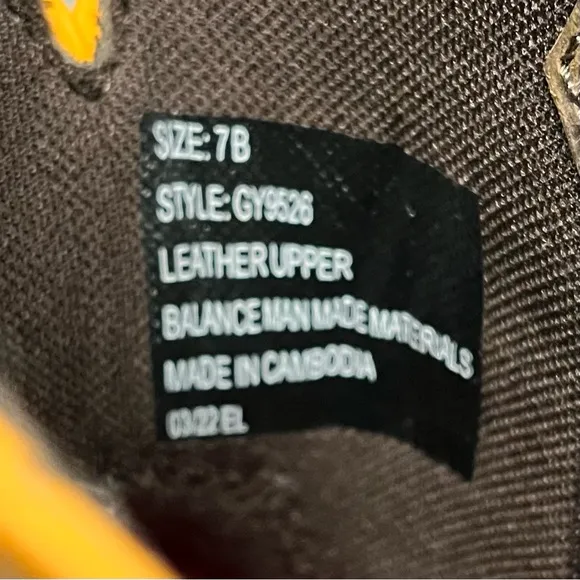 SIZE: 7B
STYLE: GY9526
LEATHER UPPER
BALANCE MAN MADE MATERIALS
MADE IN CAMBODIA
03/22 EL